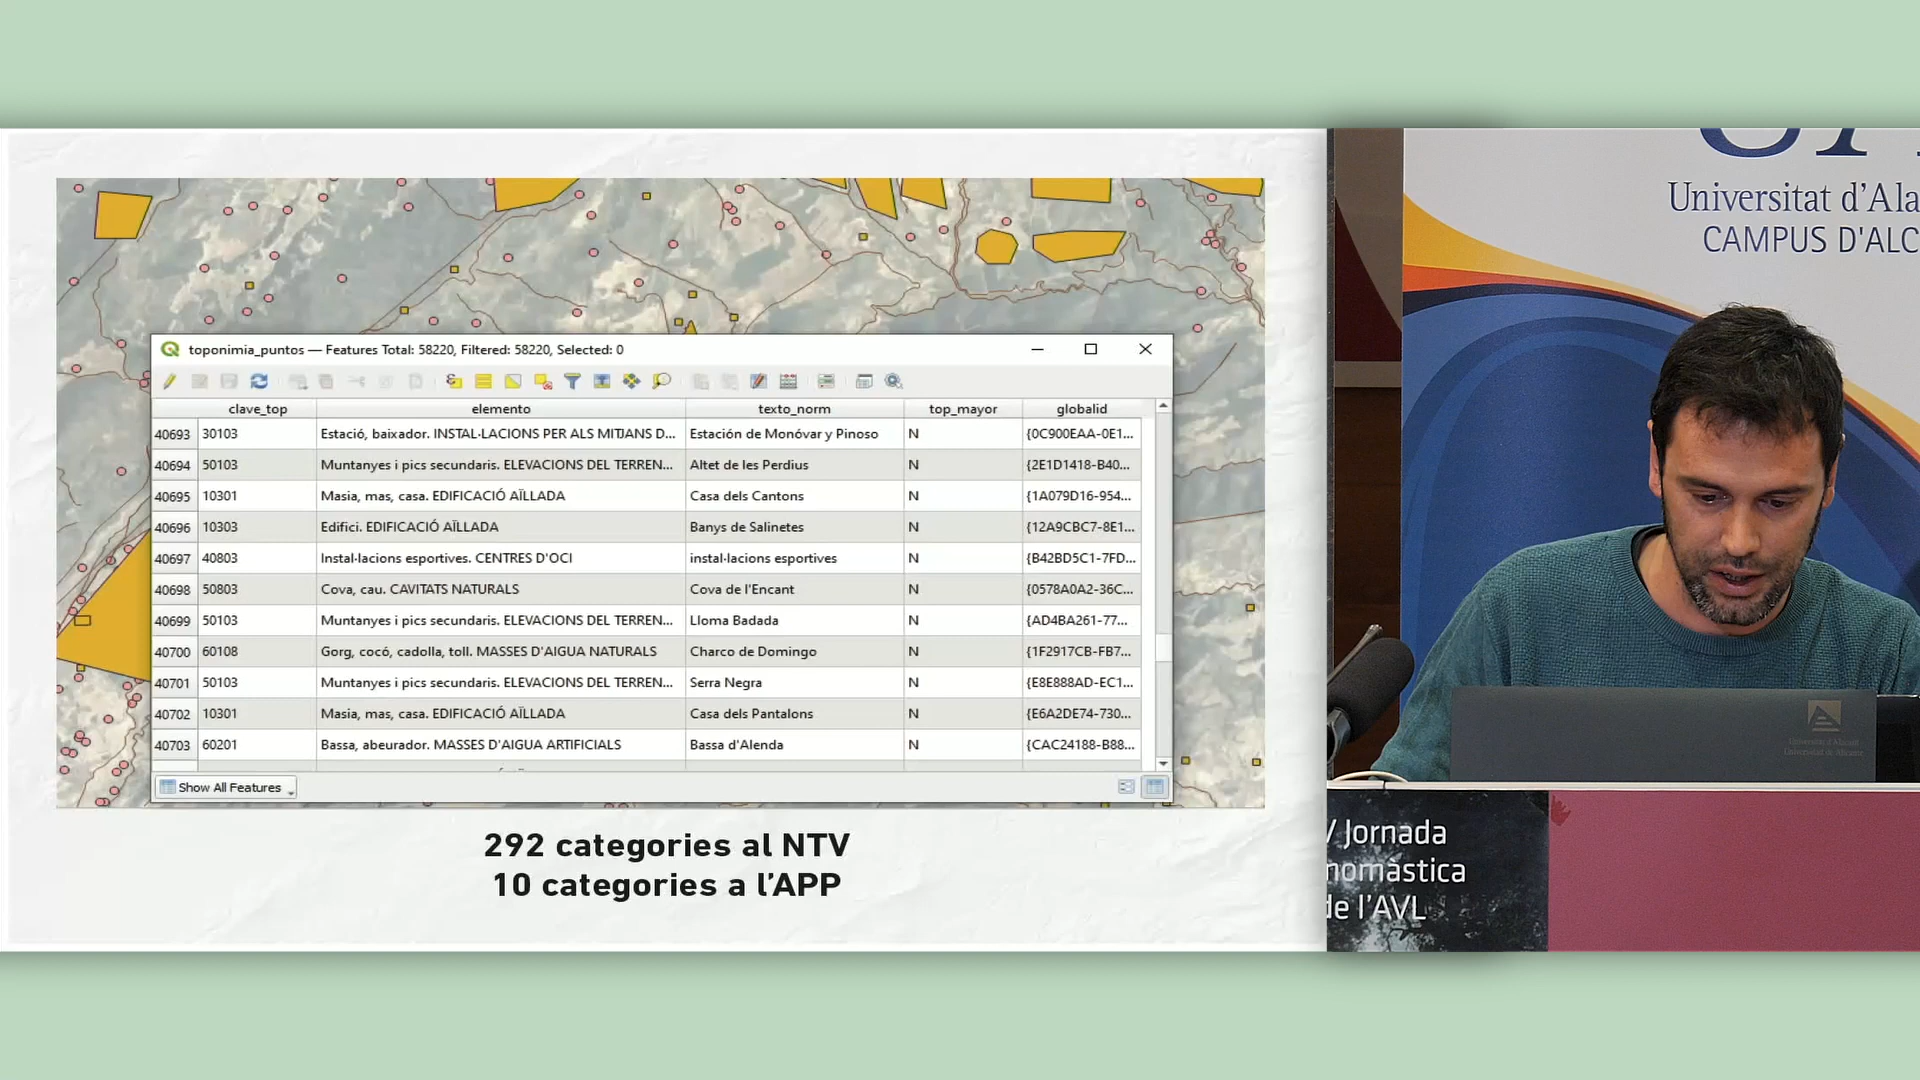 toponimia_puntos — Features Total: 58220, Filtered: 58220, Selected: 0
clave_top elemento texto_norm top_mayor globalid
40693 30103 Estació, baixador. INSTAL·LACIONS PER ALS MITJANS D... Estación de Monóvar y Pinoso N {0C900EAA-0E1...
40694 50103 Muntanyes i pics secundaris. ELEVACIONS DEL TERREN... Altet de les Perdius N {2E1D1418-B40...
40695 10301 Masia, mas, casa. EDIFICACIÓ AÏLLADA Casa dels Cantons N {1A079D16-954...
40696 10303 Edifici. EDIFICACIÓ AÏLLADA Banys de Salinetes N {12A9CBC7-8E1...
40697 40803 Instal·lacions esportives. CENTRES D'OCI instal·lacions esportives N {B42BD5C1-7FD...
40698 50803 Cova, cau. CAVITATS NATURALS Cova de l'Encant N {0578A0A2-36C...
40699 50103 Muntanyes i pics secundaris. ELEVACIONS DEL TERREN... Lloma Badada N {AD4BA261-77...
40700 60108 Gorg, cocó, cadolla, toll. MASSES D'AIGUA NATURALS Charco de Domingo N {1F2917CB-FB7...
40701 50103 Muntanyes i pics secundaris. ELEVACIONS DEL TERREN... Serra Negra N {E8E888AD-EC1...
40702 10301 Masia, mas, casa. EDIFICACIÓ AÏLLADA Casa dels Pantalons N {E6A2DE74-730...
40703 60201 Bassa, abeurador. MASSES D'AIGUA ARTIFICIALS Bassa d'Alenda N {CAC24188-B88...
Show All Features
292 categories al NTV
10 categories a l'APP
Universitat d'Ala
CAMPUS D'ALC
Universitat d'Alacant
Universidad de Alicante
V Jornada
nomàstica
de l'AVL